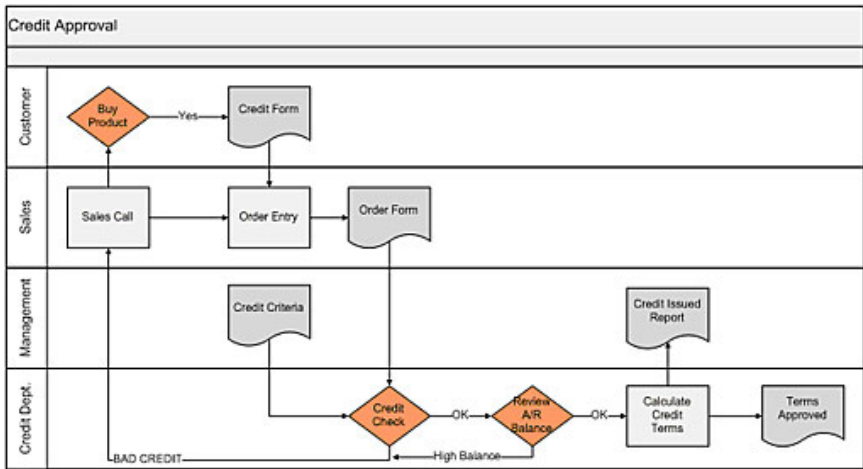 Credit Approval
Customer
Buy
Product
Yes
Credit Form
Sales
Sales Call
Order Entry
Order Form
Management
Credit Criteria
Credit Issued
Report
Credit Dept.
Credit
Check
OK
Review
A/R
Balance
OK
Calculate
Credit
Terms
Terms
Approved
BAD CREDIT
High Balance